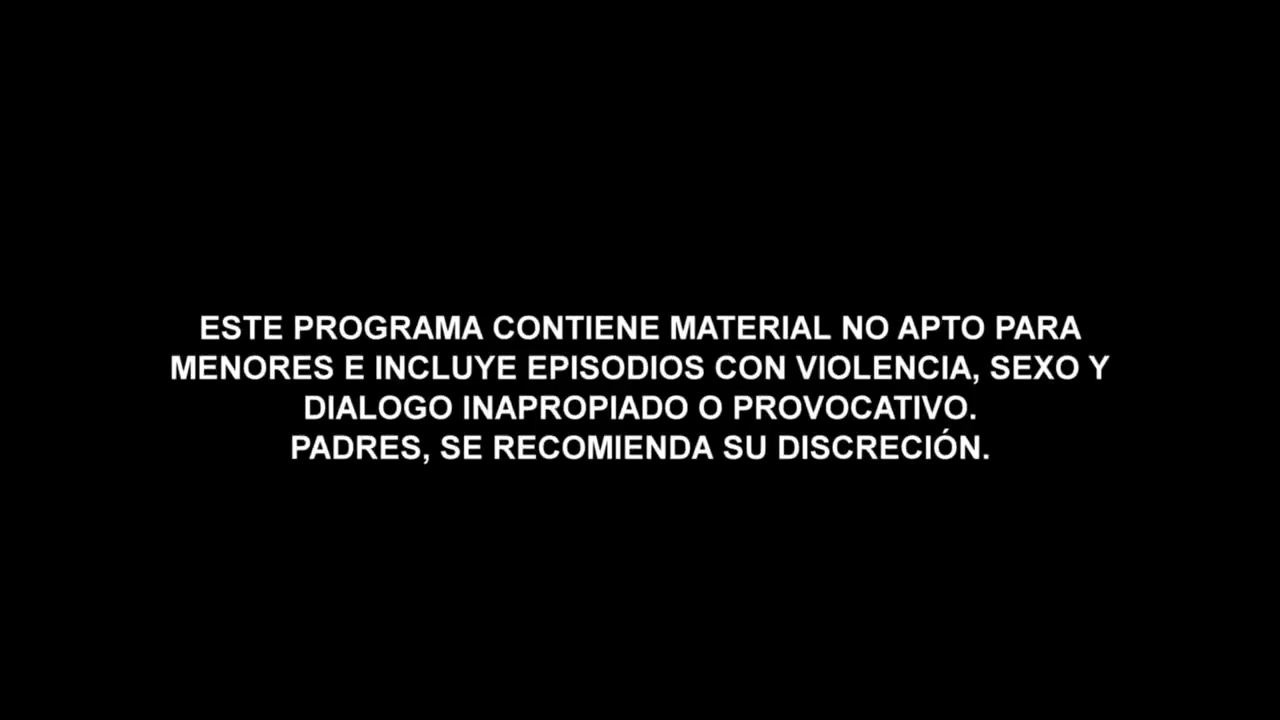 ESTE PROGRAMA CONTIENE MATERIAL NO APTO PARA
MENORES E INCLUYE EPISODIOS CON VIOLENCIA, SEXO Y
DIALOGO INAPROPIADO O PROVOCATIVO.
PADRES, SE RECOMIENDA SU DISCRECIÓN.